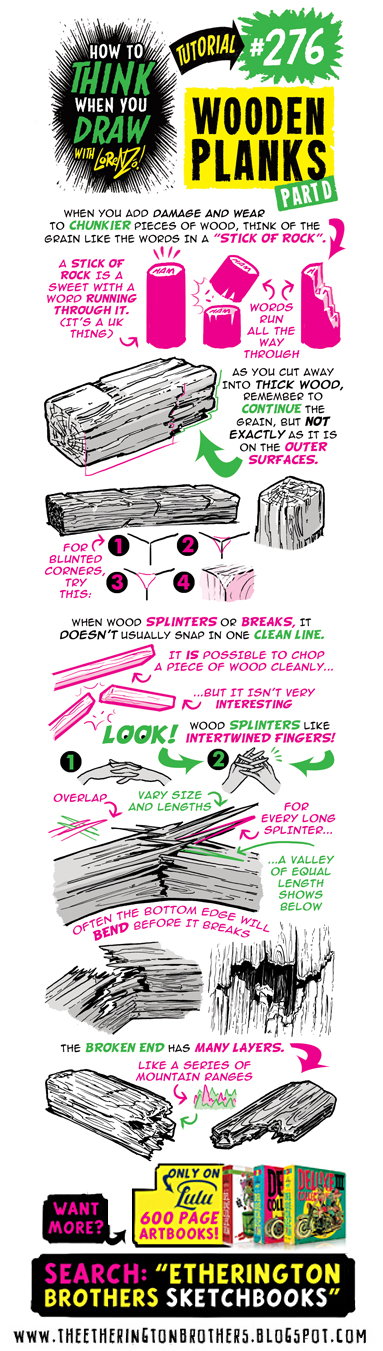 HOW TO
THINK
WHEN YOU
DRAW
WITH LORENZO!
TUTORIAL
#276
WOODEN
PLANKS
PART D
WHEN YOU ADD DAMAGE AND WEAR
TO CHUNKIER PIECES OF WOOD, THINK OF THE
GRAIN LIKE THE WORDS IN A "STICK OF ROCK".
A STICK OF
ROCK IS A
SWEET WITH A
WORD RUNNING
THROUGH IT.
(IT'S A UK
THING)
WORDS
RUN
ALL THE
WAY
THROUGH
AS YOU CUT AWAY
INTO THICK WOOD,
REMEMBER TO
CONTINUE THE
GRAIN, BUT NOT
EXACTLY AS IT IS
ON THE OUTER
SURFACES.
FOR
BLUNTED
CORNERS,
TRY
THIS:
1
2
3
4
WHEN WOOD SPLINTERS OR BREAKS, IT
DOESN'T USUALLY SNAP IN ONE CLEAN LINE.
IT IS POSSIBLE TO CHOP
A PIECE OF WOOD CLEANLY...
...BUT IT ISN'T VERY
INTERESTING
LOOK!
WOOD SPLINTERS LIKE
INTERTWINED FINGERS!
1
2
OVERLAP
VARY SIZE
AND LENGTHS
FOR
EVERY LONG
SPLINTER...
...A VALLEY
OF EQUAL
LENGTH
SHOWS
BELOW
OFTEN THE BOTTOM EDGE WILL
BEND BEFORE IT BREAKS
THE BROKEN END HAS MANY LAYERS.
LIKE A SERIES OF
MOUNTAIN RANGES
WANT
MORE?
ONLY ON
Lulu
600 PAGE
ARTBOOKS!
SEARCH: "ETHERINGTON
BROTHERS SKETCHBOOKS"
WWW.THEETHERINGTONBROTHERS.BLOGSPOT.COM